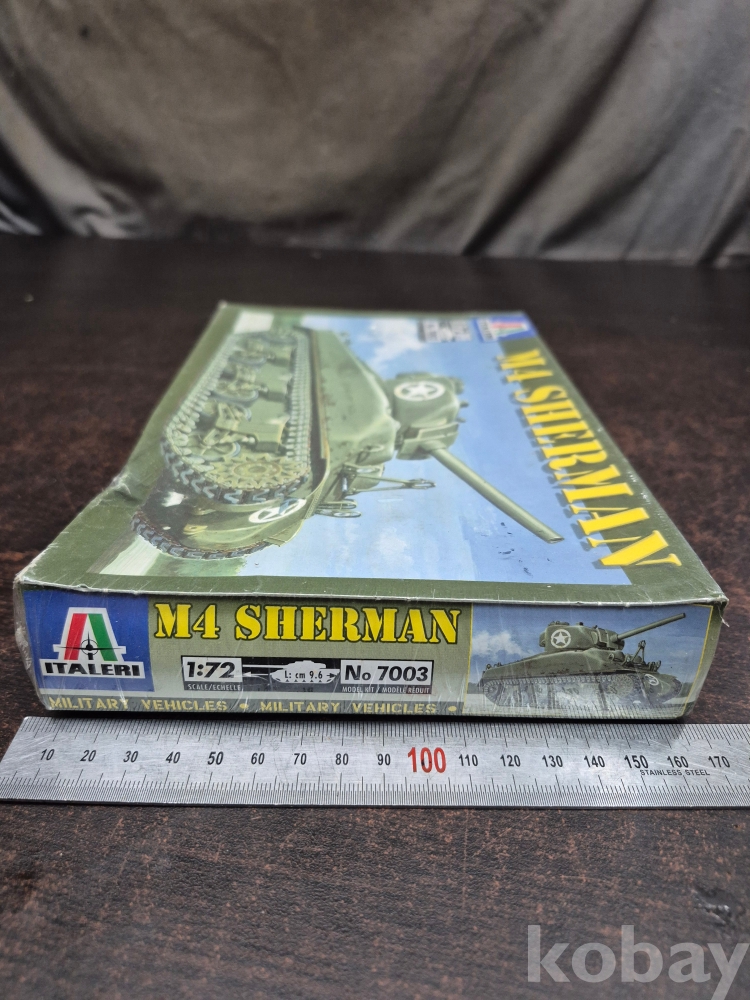 M4 SHERMAN
M4 SHERMAN
ITALERI
1:72
SCALE/ECHELLE
L: cm 9.6
No 7003
MODEL KIT / MODÈLE RÉDUIT
MILITARY VEHICLES • MILITARY VEHICLES •
10 20 30 40 50 60 70 80 90 100 110 120 130 140 150 160 170
STAINLESS STEEL
kobay